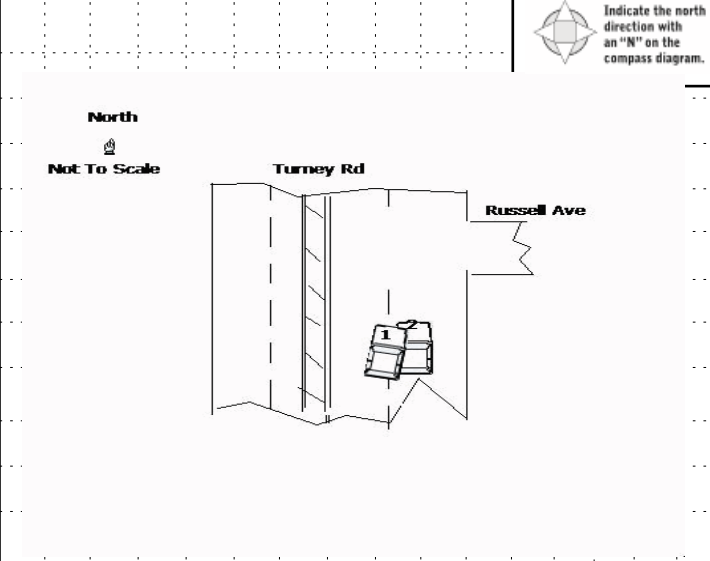 Indicate the north
direction with
an "N" on the
compass diagram.
North
Not To Scale
Turney Rd
Russell Ave
1
2